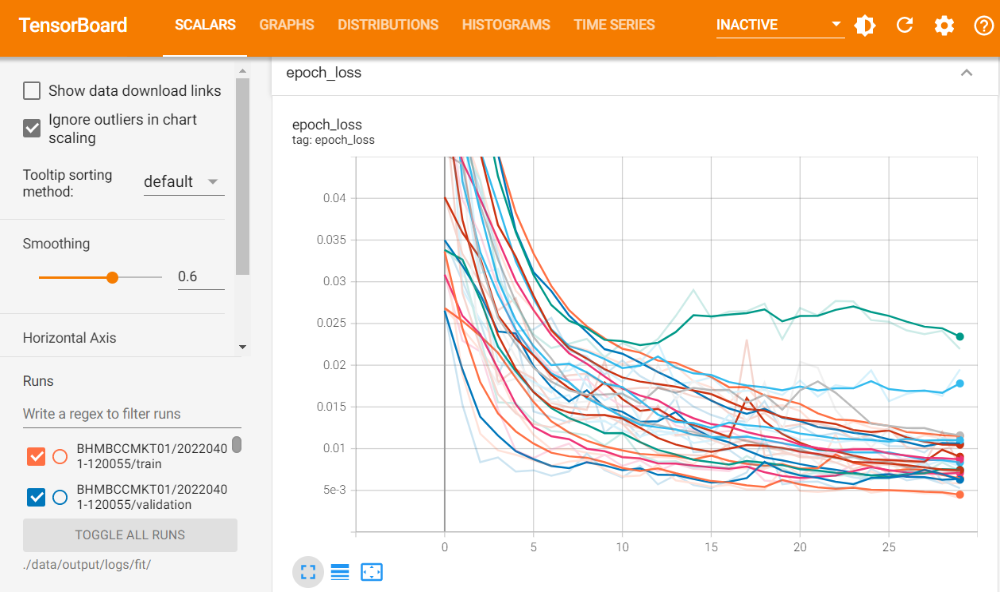 TensorBoard
SCALARS
GRAPHS
DISTRIBUTIONS
HISTOGRAMS
TIME SERIES
INACTIVE
Show data download links
Ignore outliers in chart
scaling
Tooltip sorting
method:
default
Smoothing
0.6
Horizontal Axis
Runs
Write a regex to filter runs
BHMBCCMKT01/2022040
1-120055/train
BHMBCCMKT01/2022040
1-120055/validation
TOGGLE ALL RUNS
./data/output/logs/fit/
epoch_loss
epoch_loss
tag: epoch_loss
0.04
0.035
0.03
0.025
0.02
0.015
0.01
5e-3
0
5
10
15
20
25